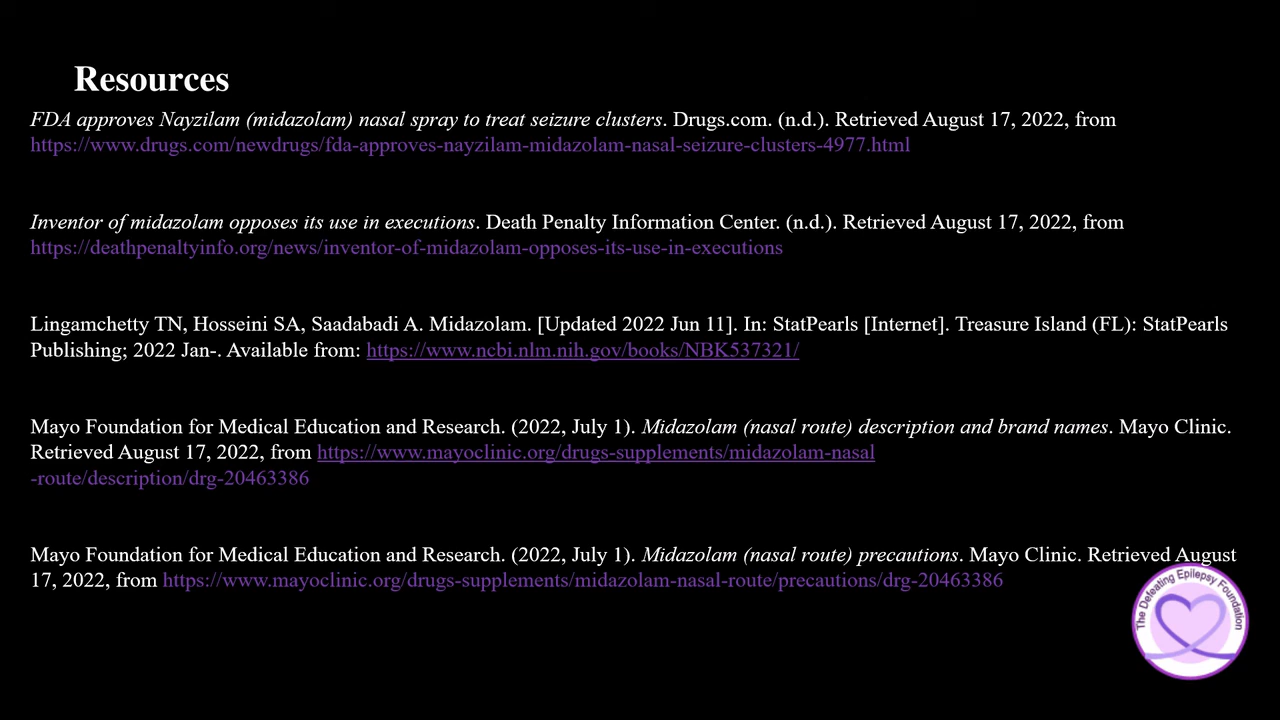 Resources
FDA approves Nayzilam (midazolam) nasal spray to treat seizure clusters. Drugs.com. (n.d.). Retrieved August 17, 2022, from
https://www.drugs.com/newdrugs/fda-approves-nayzilam-midazolam-nasal-seizure-clusters-4977.html
Inventor of midazolam opposes its use in executions. Death Penalty Information Center. (n.d.). Retrieved August 17, 2022, from
https://deathpenaltyinfo.org/news/inventor-of-midazolam-opposes-its-use-in-executions
Lingamchetty TN, Hosseini SA, Saadabadi A. Midazolam. [Updated 2022 Jun 11]. In: StatPearls [Internet]. Treasure Island (FL): StatPearls
Publishing; 2022 Jan-. Available from: https://www.ncbi.nlm.nih.gov/books/NBK537321/
Mayo Foundation for Medical Education and Research. (2022, July 1). Midazolam (nasal route) description and brand names. Mayo Clinic.
Retrieved August 17, 2022, from https://www.mayoclinic.org/drugs-supplements/midazolam-nasal
-route/description/drg-20463386
Mayo Foundation for Medical Education and Research. (2022, July 1). Midazolam (nasal route) precautions. Mayo Clinic. Retrieved August
17, 2022, from https://www.mayoclinic.org/drugs-supplements/midazolam-nasal-route/precautions/drg-20463386
The Defeating Epilepsy Foundation